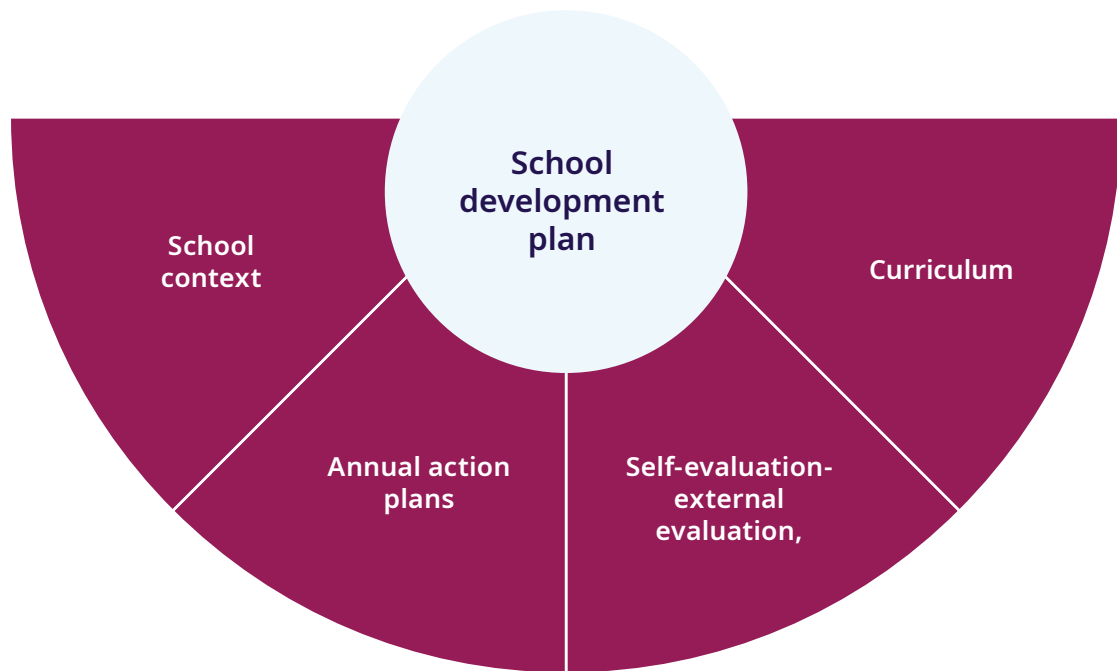 School
development
plan
School
context
Annual action
plans
Self-evaluation-
external
evaluation,
Curriculum